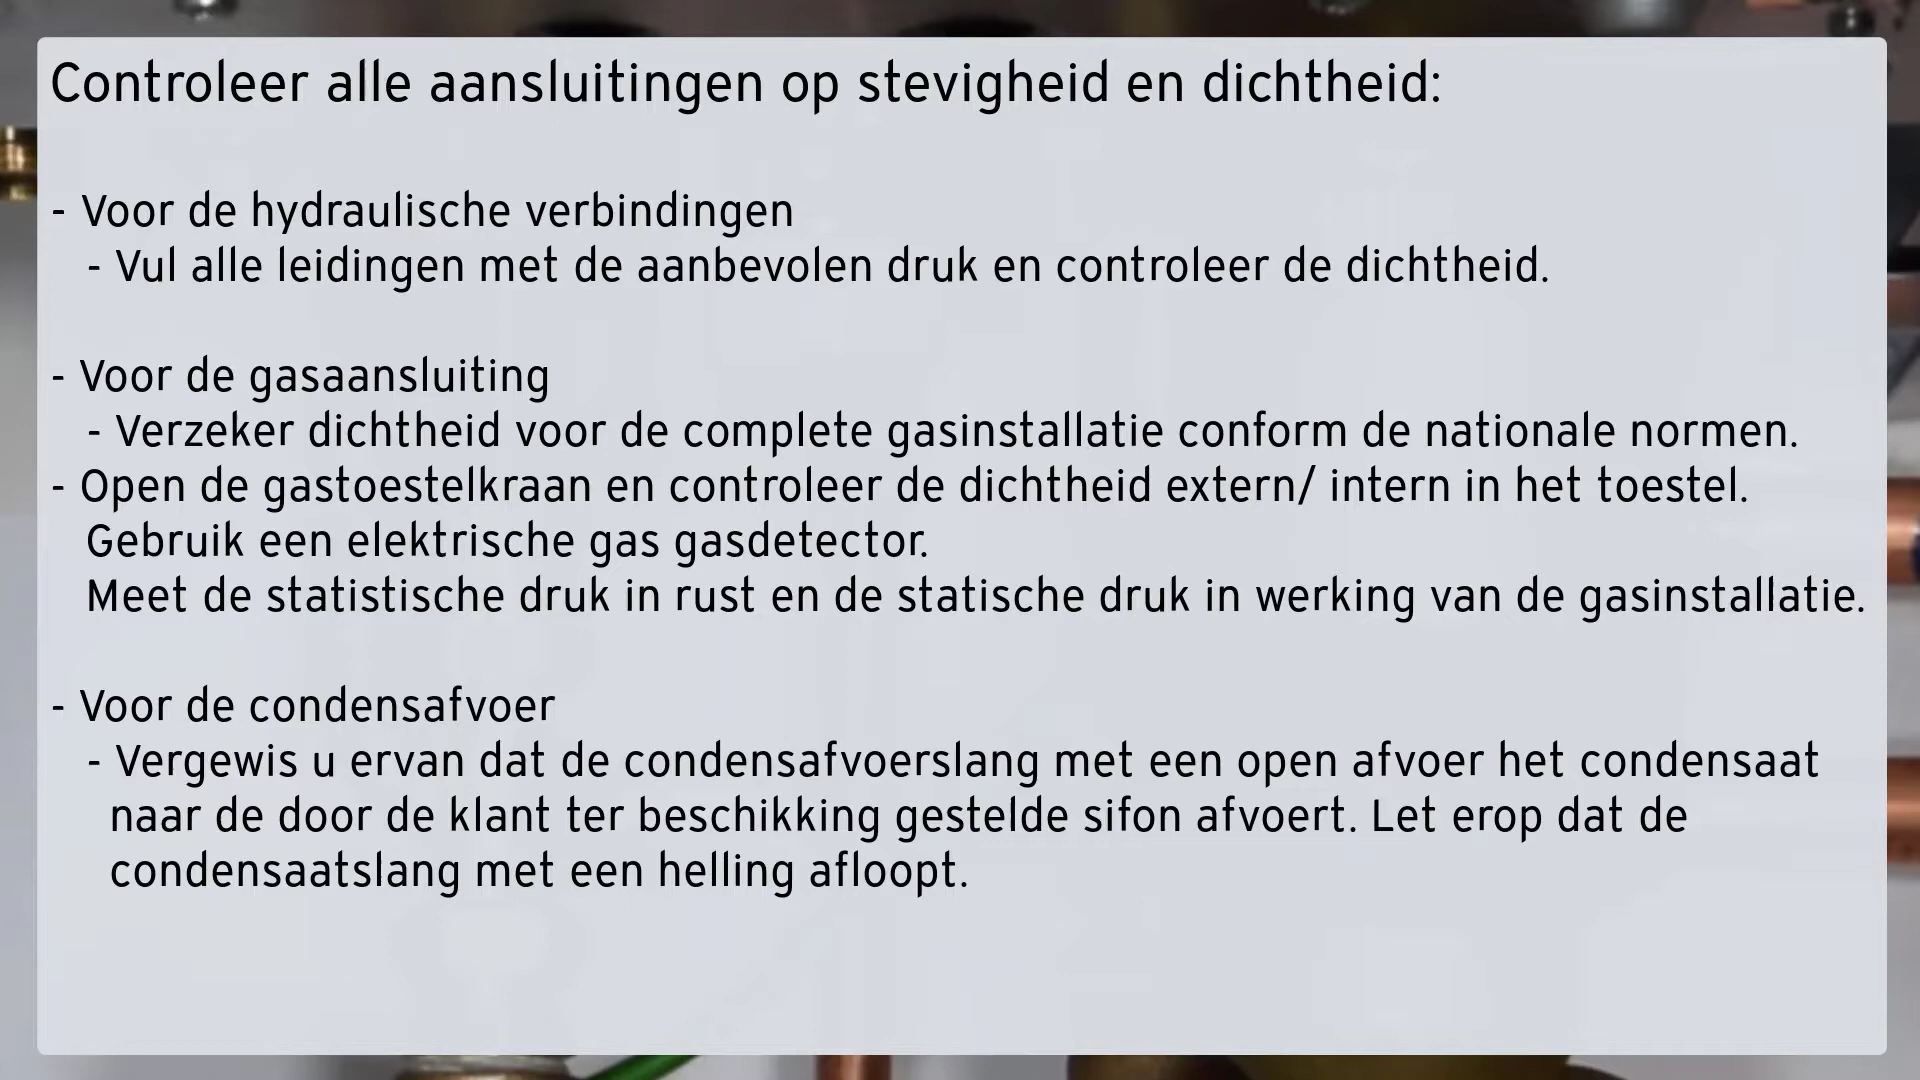 Controleer alle aansluitingen op stevigheid en dichtheid:
- Voor de hydraulische verbindingen
- Vul alle leidingen met de aanbevolen druk en controleer de dichtheid.
- Voor de gasaansluiting
- Verzeker dichtheid voor de complete gasinstallatie conform de nationale normen.
- Open de gastoestelkraan en controleer de dichtheid extern/ intern in het toestel.
Gebruik een elektrische gas gasdetector.
Meet de statistische druk in rust en de statische druk in werking van de gasinstallatie.
- Voor de condensafvoer
- Vergewis u ervan dat de condensafvoerslang met een open afvoer het condensaat
naar de door de klant ter beschikking gestelde sifon afvoert. Let erop dat de
condensaatslang met een helling afloopt.